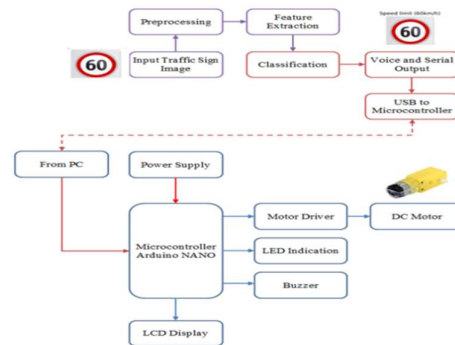 Speed limit (60km/h)
Preprocessing
Feature
Extraction
60
60
Input Traffic Sign
Image
Classification
Voice and Serial
Output
USB to
Microcontroller
From PC
Power Supply
Microcontroller
Arduino NANO
Motor Driver
DC Motor
LED Indication
Buzzer
LCD Display